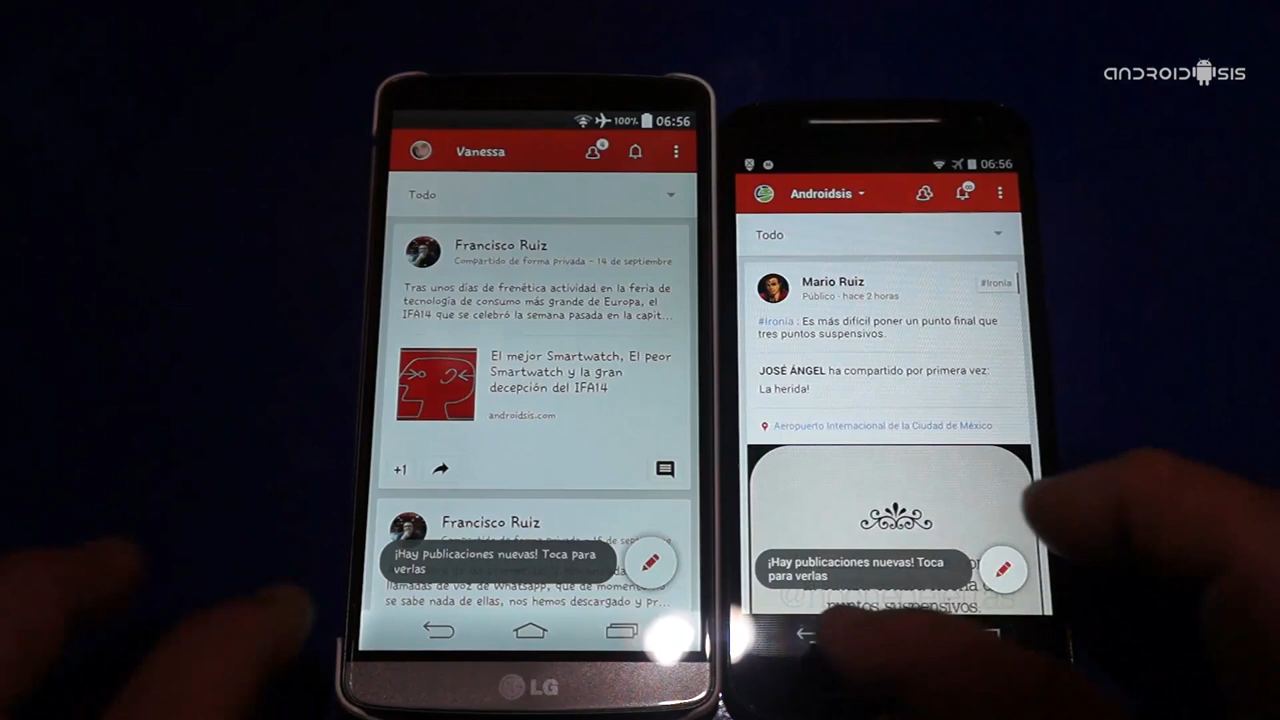 ANDROIDSIS
100% 06:56
Vanessa
4
Todo
Francisco Ruiz
Compartido de forma privada – 14 de septiembre
Tras unos días de frenética actividad en la feria de
tecnología de consumo más grande de Europa, el
IFA14 que se celebró la semana pasada en la capit...
El mejor Smartwatch, El peor
Smartwatch y la gran
decepción del IFA14
androidsis.com
+1
Francisco Ruiz
¡Hay publicaciones nuevas! Toca para
verlas
llamadas de voz de Whatsapp, que de
se sabe nada de ellas, nos hemos descargado y pr...
LG
06:56
Androidsis
Todo
Mario Ruiz
Público - hace 2 horas
#Ironía
#Ironía : Es más difícil poner un punto final que
tres puntos suspensivos.
JOSÉ ÁNGEL ha compartido por primera vez:
La herida!
Aeropuerto Internacional de la Ciudad de México
¡Hay publicaciones nuevas! Toca
para verlas
puntos suspensivos.